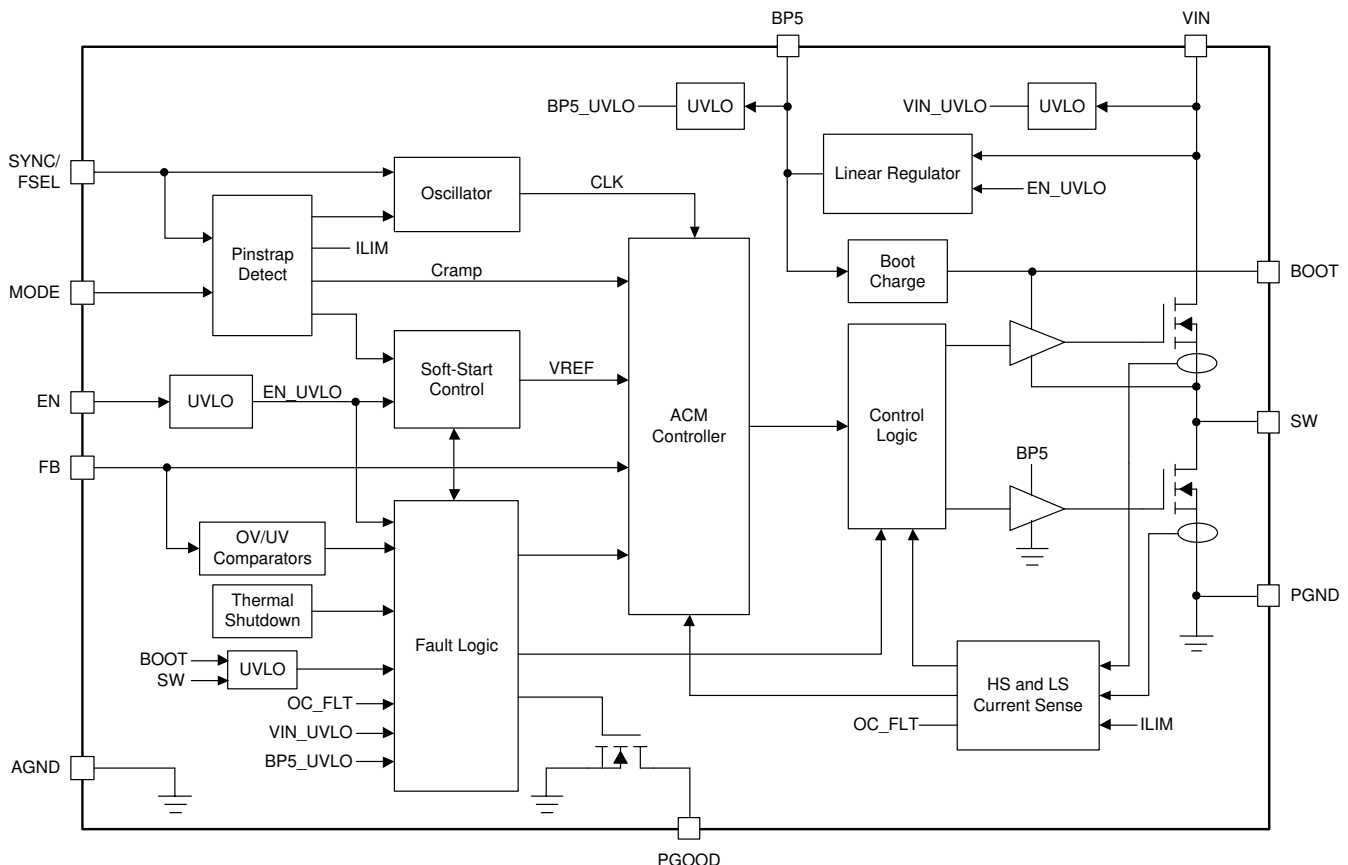 BP5
VIN
BP5_UVLO
UVLO
VIN_UVLO
UVLO
SYNC/
FSEL
Oscillator
CLK
Linear Regulator
EN_UVLO
Pinstrap
Detect
ILIM
Cramp
MODE
Boot
Charge
BOOT
Soft-Start
Control
VREF
EN
UVLO
EN_UVLO
ACM
Controller
Control
Logic
SW
FB
BP5
OV/UV
Comparators
Thermal
Shutdown
Fault Logic
PGND
BOOT
SW
UVLO
OC_FLT
VIN_UVLO
BP5_UVLO
HS and LS
Current Sense
OC_FLT
ILIM
AGND
PGOOD